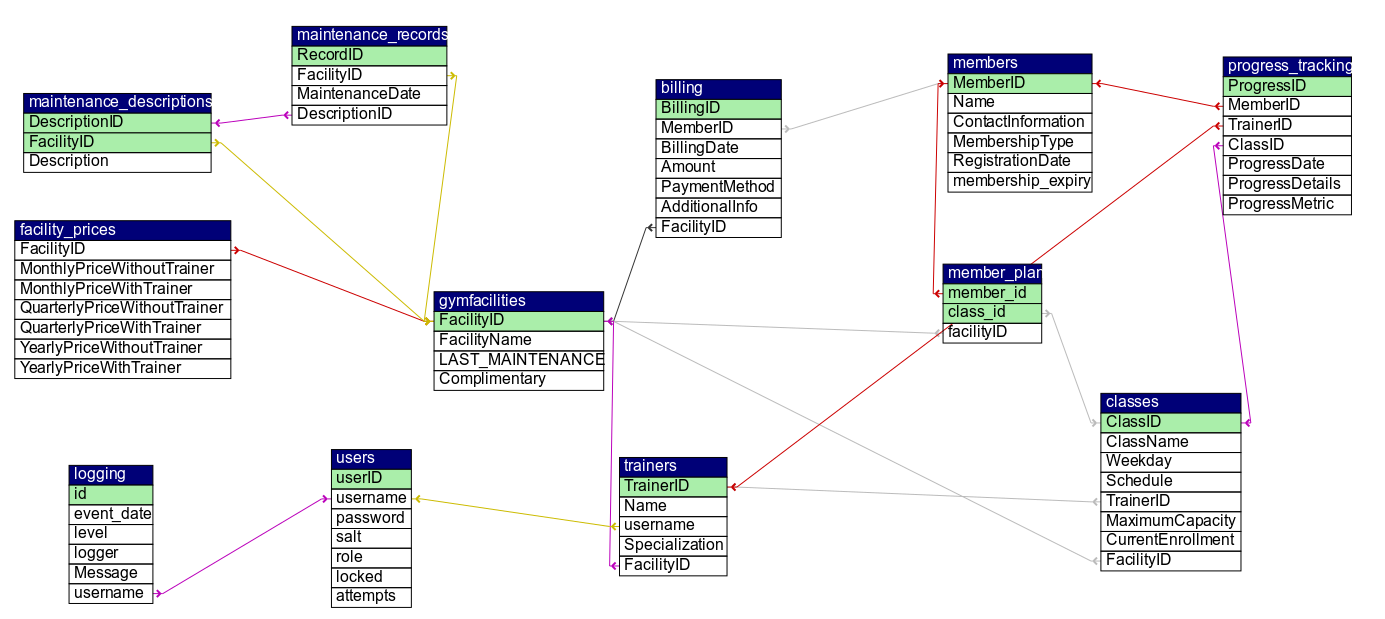 maintenance_records
RecordID
FacilityID
MaintenanceDate
DescriptionID
maintenance_descriptions
DescriptionID
FacilityID
Description
facility_prices
FacilityID
MonthlyPriceWithoutTrainer
MonthlyPriceWithTrainer
QuarterlyPriceWithoutTrainer
QuarterlyPriceWithTrainer
YearlyPriceWithoutTrainer
YearlyPriceWithTrainer
gymfacilities
FacilityID
FacilityName
LAST_MAINTENANCE
Complimentary
billing
BillingID
MemberID
BillingDate
Amount
PaymentMethod
AdditionalInfo
FacilityID
members
MemberID
Name
ContactInformation
MembershipType
RegistrationDate
membership_expiry
progress_tracking
ProgressID
MemberID
TrainerID
ClassID
ProgressDate
ProgressDetails
ProgressMetric
member_plan
member_id
class_id
facilityID
classes
ClassID
ClassName
Weekday
Schedule
TrainerID
MaximumCapacity
CurrentEnrollment
FacilityID
logging
id
event_date
level
logger
Message
username
users
userID
username
password
salt
role
locked
attempts
trainers
TrainerID
Name
username
Specialization
FacilityID